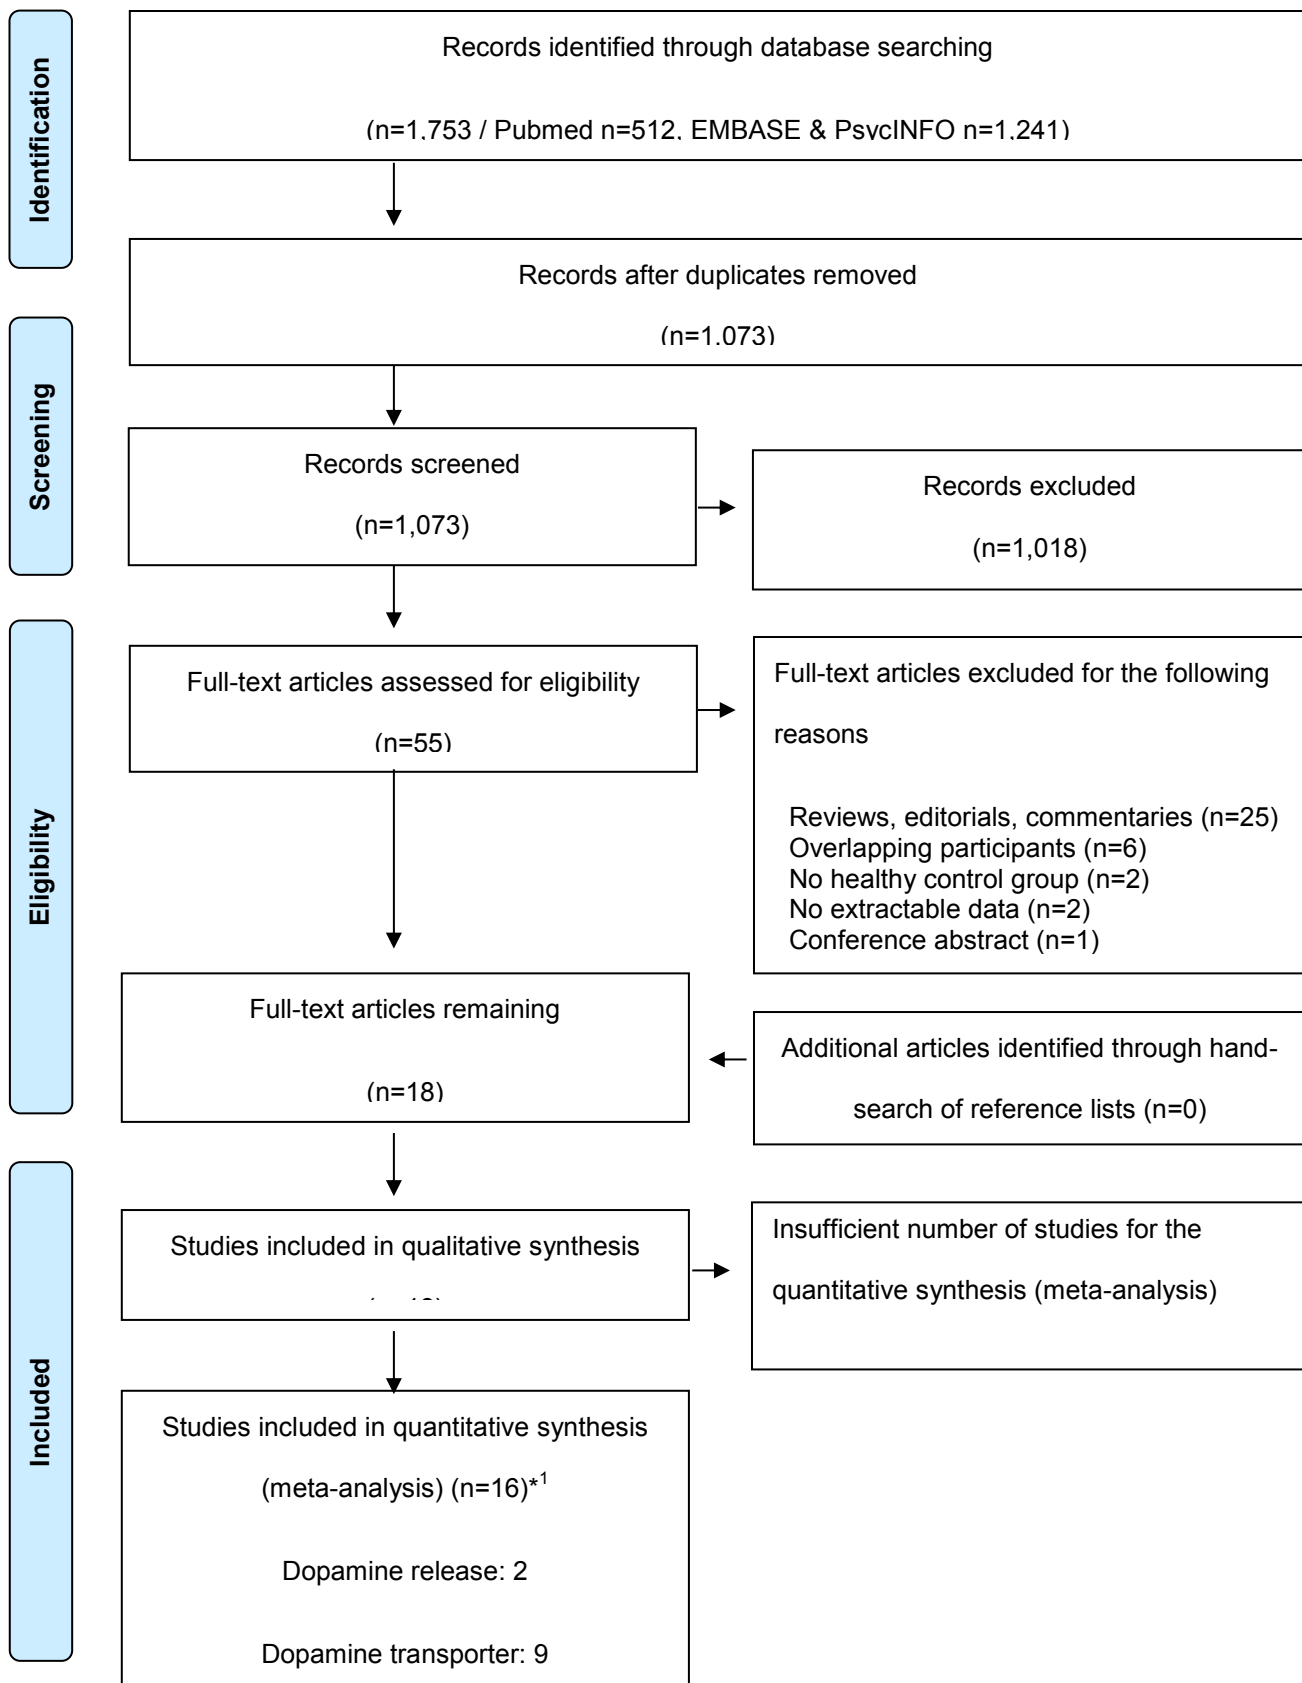 Identification
Records identified through database searching
(n=1,753 / Pubmed n=512, EMBASE & PsycINFO n=1,241)
Records after duplicates removed
(n=1,073)
Screening
Records screened
(n=1,073)
Records excluded
(n=1,018)
Eligibility
Full-text articles assessed for eligibility
(n=55)
Full-text articles excluded for the following
reasons
Reviews, editorials, commentaries (n=25)
Overlapping participants (n=6)
No healthy control group (n=2)
No extractable data (n=2)
Conference abstract (n=1)
Full-text articles remaining
(n=18)
Additional articles identified through hand-
search of reference lists (n=0)
Included
Studies included in qualitative synthesis
Insufficient number of studies for the
quantitative synthesis (meta-analysis)
Studies included in quantitative synthesis
(meta-analysis) (n=16)*1
Dopamine release: 2
Dopamine transporter: 9